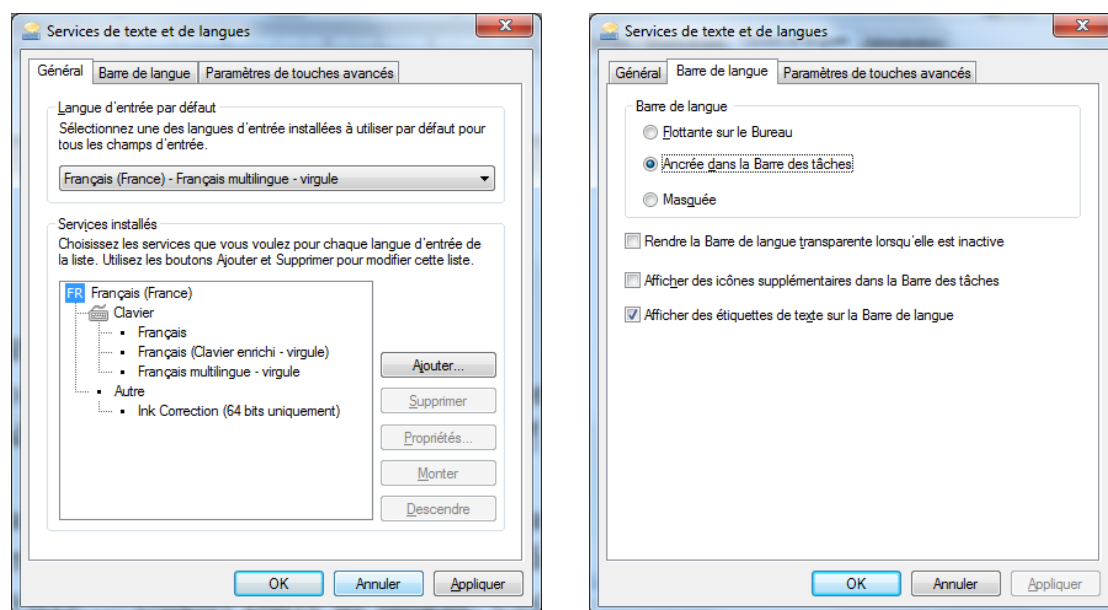 Services de texte et de langues
Général
Barre de langue
Paramètres de touches avancés
Langue d'entrée par défaut
Sélectionnez une des langues d'entrée installées à utiliser par défaut pour
tous les champs d'entrée.
Français (France) - Français multilingue - virgule
Services installés
Choisissez les services que vous voulez pour chaque langue d'entrée de
la liste. Utilisez les boutons Ajouter et Supprimer pour modifier cette liste.
FR Français (France)
Clavier
Français
Français (Clavier enrichi - virgule)
Français multilingue - virgule
Autre
Ink Correction (64 bits uniquement)
Ajouter...
Supprimer
Propriétés...
Monter
Descendre
OK
Annuler
Appliquer
Services de texte et de langues
Général
Barre de langue
Paramètres de touches avancés
Barre de langue
Flottante sur le Bureau
Ancrée dans la Barre des tâches
Masquée
Rendre la Barre de langue transparente lorsqu'elle est inactive
Afficher des icônes supplémentaires dans la Barre des tâches
Afficher des étiquettes de texte sur la Barre de langue
OK
Annuler
Appliquer